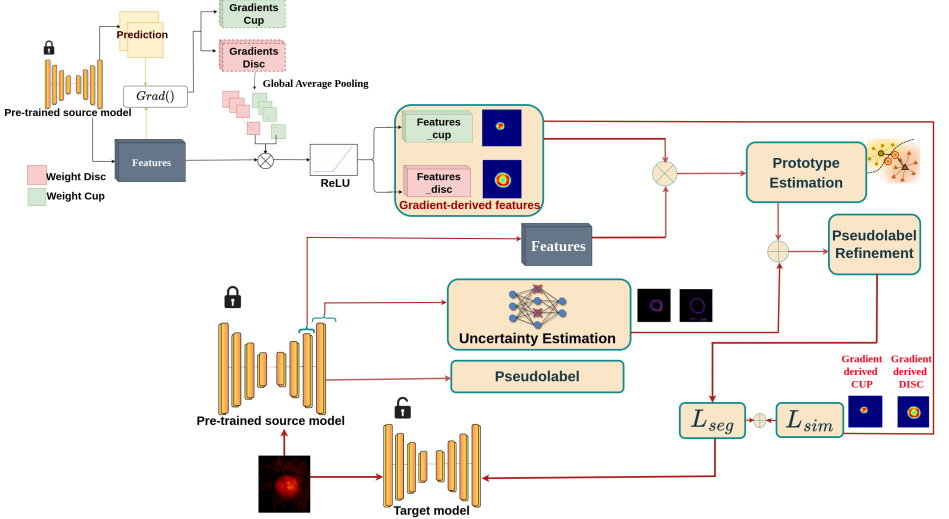 Gradients
Cup
Prediction
Gradients
Disc
Global Average Pooling
Grad()
Pre-trained source model
Features
ReLU
Weight Disc
Weight Cup
Features
_cup
Features
_disc
Gradient-derived features
Prototype
Estimation
Pseudolabel
Refinement
Features
Uncertainty Estimation
Pseudolabel
Pre-trained source model
Gradient
derived
CUP
Gradient
derived
DISC
L_seg
L_sim
Target model